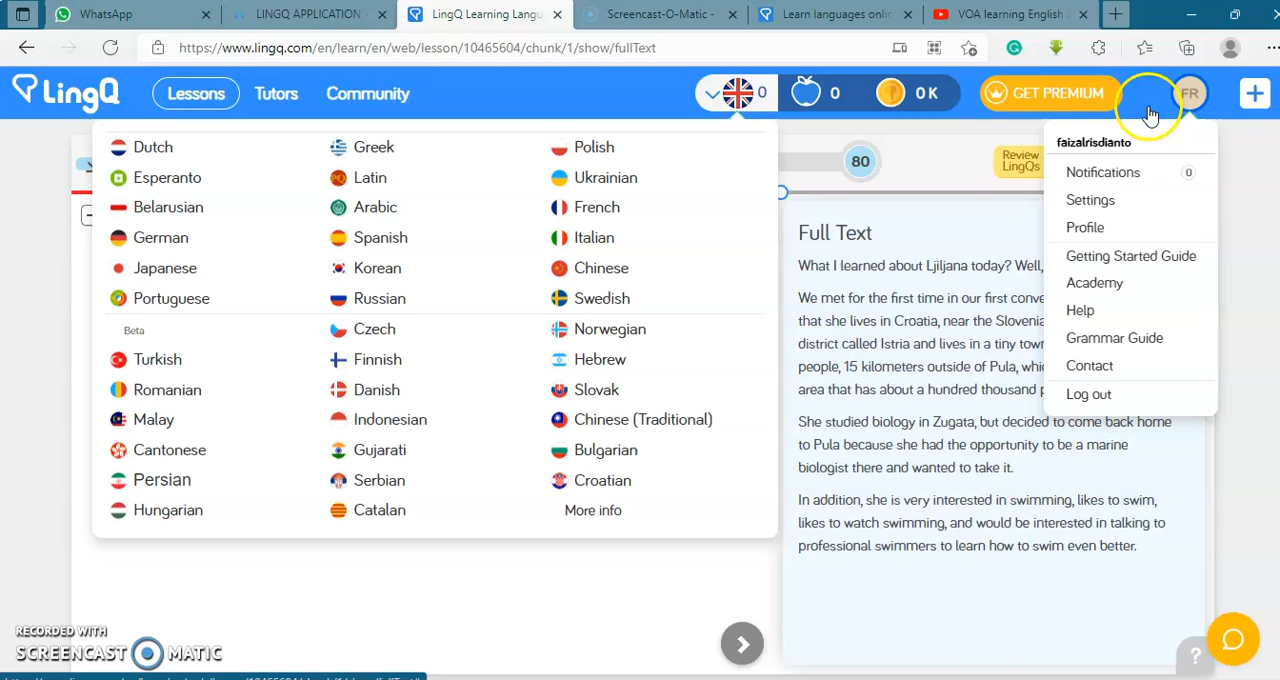 WhatsApp
LINGQ APPLICATION -
LingQ Learning Langu
Screencast-O-Matic -
Learn languages onli
VOA learning English
https://www.lingq.com/en/learn/en/web/lesson/10465604/chunk/1/show/fullText
LingQ
Lessons
Tutors
Community
0
0
0 K
GET PREMIUM
FR
Dutch
Greek
Polish
Esperanto
Latin
Ukrainian
Belarusian
Arabic
French
German
Spanish
Italian
Japanese
Korean
Chinese
Portuguese
Russian
Swedish
Beta
Czech
Norwegian
Turkish
Finnish
Hebrew
Romanian
Danish
Slovak
Malay
Indonesian
Chinese (Traditional)
Cantonese
Gujarati
Bulgarian
Persian
Serbian
Croatian
Hungarian
Catalan
More info
80
Review
LingQs
Full Text
What I learned about Ljiljana today? Well,
We met for the first time in our first conve
that she lives in Croatia, near the Slovenia
district called Istria and lives in a tiny tow
people, 15 kilometers outside of Pula, whi
area that has about a hundred thousand p
She studied biology in Zugata, but decided to come back home
to Pula because she had the opportunity to be a marine
biologist there and wanted to take it.
In addition, she is very interested in swimming, likes to swim,
likes to watch swimming, and would be interested in talking to
professional swimmers to learn how to swim even better.
faizalrisdianto
Notifications 0
Settings
Profile
Getting Started Guide
Academy
Help
Grammar Guide
Contact
Log out
?
RECORDED WITH
SCREENCAST MATIC